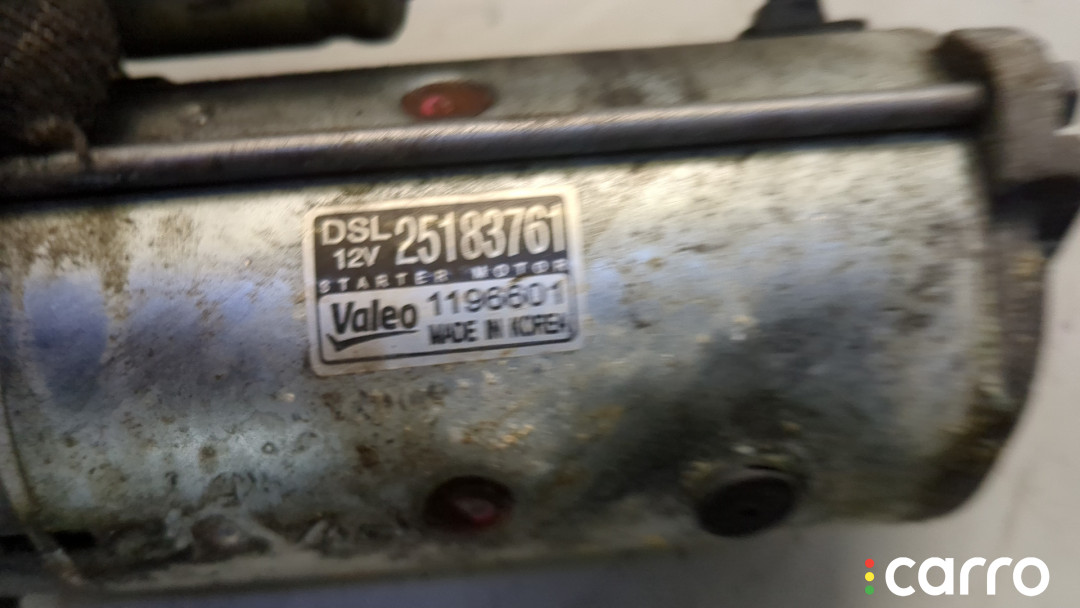 DSL 25183761
12V
STARTER MOTOR
Valeo 1196601
MADE IN KOREA
carro